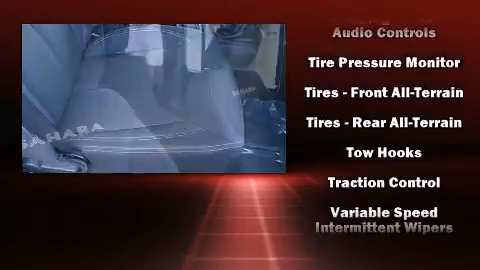 Audio Controls
Tire Pressure Monitor
Tires - Front All-Terrain
Tires - Rear All-Terrain
Tow Hooks
Traction Control
Variable Speed
Intermittent Wipers
SAHARA
SAHARA